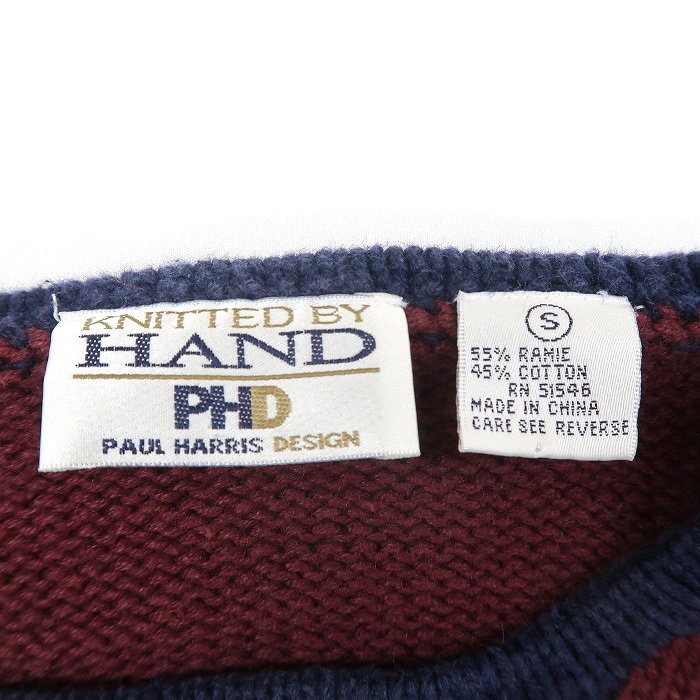 KNITTED BY
HAND
PHD
PAUL HARRIS DESIGN
S
55% RAMIE
45% COTTON
RN 51546
MADE IN CHINA
CARE SEE REVERSE